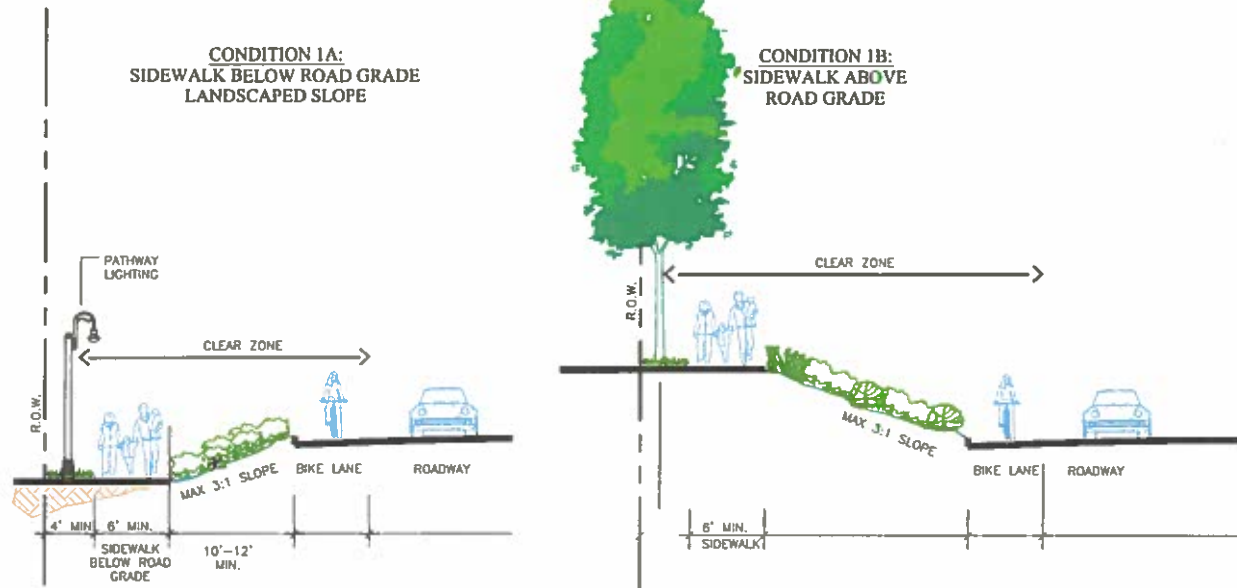 CONDITION 1A:
SIDEWALK BELOW ROAD GRADE
LANDSCAPED SLOPE
PATHWAY
LIGHTING
R.O.W.
CLEAR ZONE
MAX 3:1 SLOPE
BIKE LANE
ROADWAY
4' MIN.
6' MIN.
SIDEWALK
BELOW ROAD
GRADE
10'-12'
MIN.
CONDITION 1B:
SIDEWALK ABOVE
ROAD GRADE
R.O.W.
CLEAR ZONE
MAX 3:1 SLOPE
BIKE LANE
ROADWAY
6' MIN.
SIDEWALK